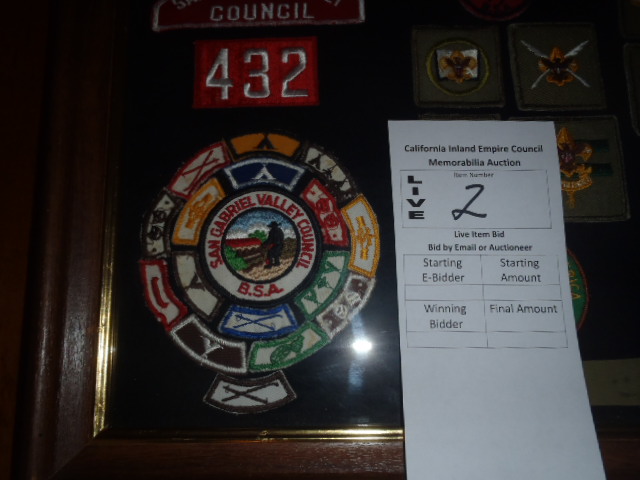 COUNCIL
432
SAN GABRIEL VALLEY COUNCIL
B.S.A.
California Inland Empire Council
Memorabilia Auction
Item Number
LIVE
2
Live Item Bid
Bid by Email or Auctioneer
Starting E-Bidder
Starting Amount
Winning Bidder
Final Amount